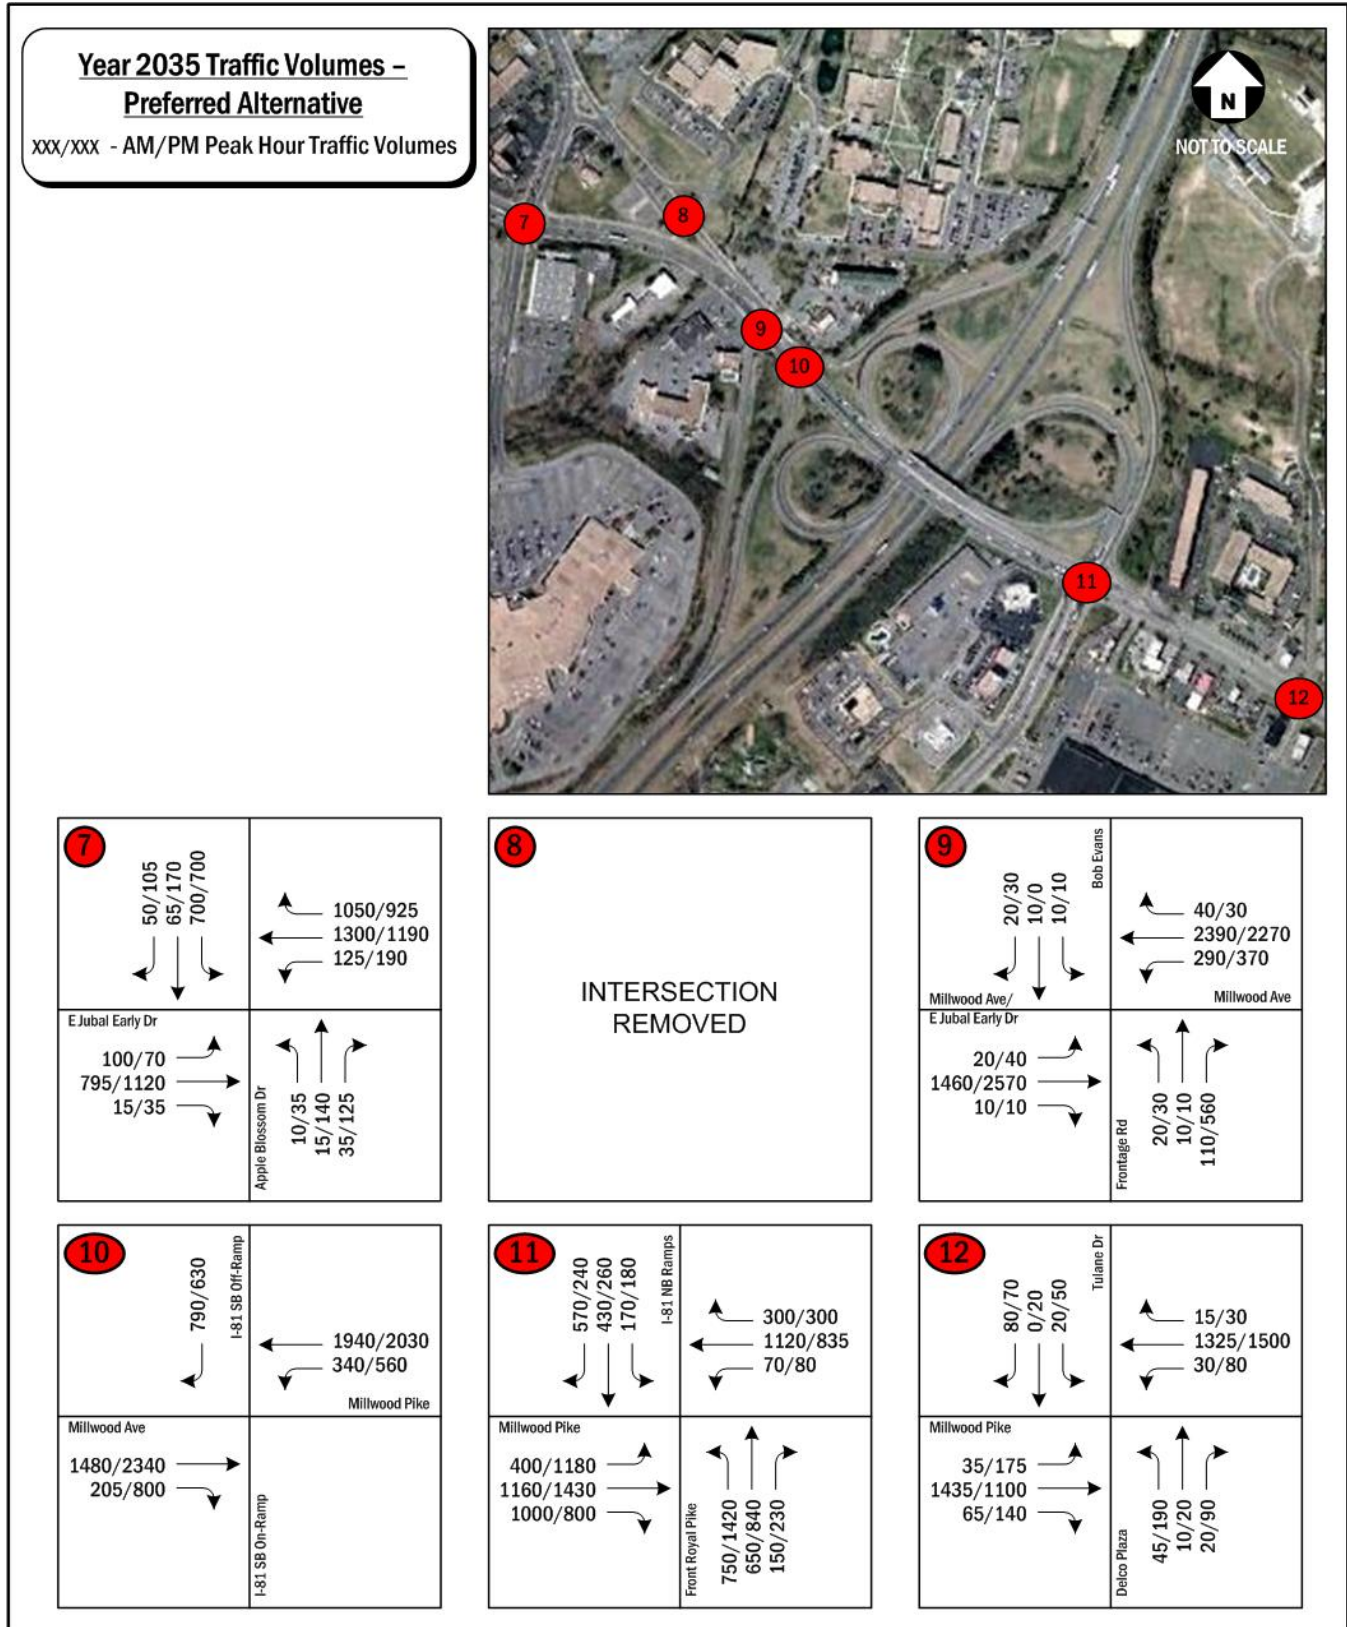 Year 2035 Traffic Volumes –
Preferred Alternative
XXX/XXX - AM/PM Peak Hour Traffic Volumes
N
NOT TO SCALE
7
8
9
10
11
12
7
50/105
65/170
700/700
1050/925
1300/1190
125/190
E Jubal Early Dr
100/70
795/1120
15/35
Apple Blossom Dr
10/35
15/140
35/125
8
INTERSECTION
REMOVED
9
20/30
10/0
10/10
Bob Evans
40/30
2390/2270
290/370
Millwood Ave/
E Jubal Early Dr
Millwood Ave
20/40
1460/2570
10/10
Frontage Rd
20/30
10/10
110/560
10
790/630
I-81 SB Off-Ramp
1940/2030
340/560
Millwood Pike
Millwood Ave
1480/2340
205/800
I-81 SB On-Ramp
11
570/240
430/260
170/180
I-81 NB Ramps
300/300
1120/835
70/80
Millwood Pike
400/1180
1160/1430
1000/800
Front Royal Pike
750/1420
650/840
150/230
12
80/70
0/20
20/50
Tulane Dr
15/30
1325/1500
30/80
Millwood Pike
35/175
1435/1100
65/140
Delco Plaza
45/190
10/20
20/90